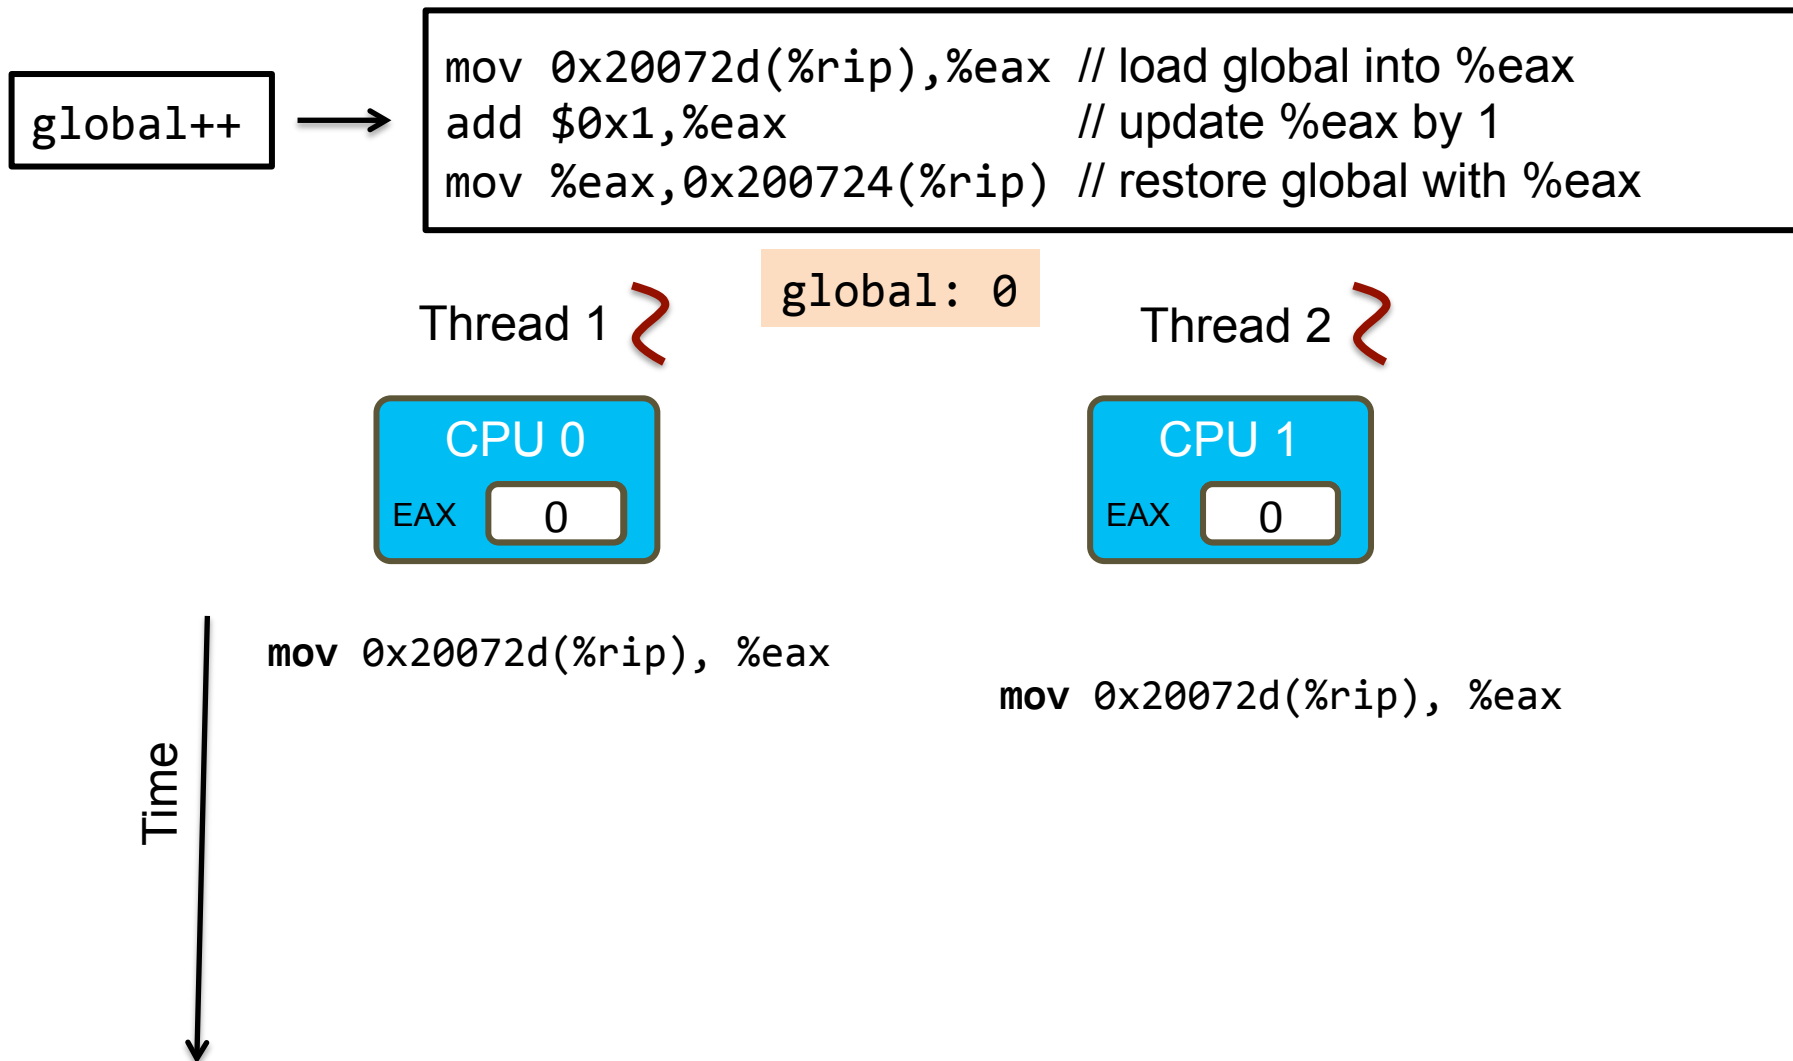 global++
mov 0x20072d(%rip),%eax // load global into %eax
add $0x1,%eax // update %eax by 1
mov %eax,0x200724(%rip) // restore global with %eax
global: 0
Thread 1
Thread 2
CPU 0
EAX 0
CPU 1
EAX 0
mov 0x20072d(%rip), %eax
mov 0x20072d(%rip), %eax
Time